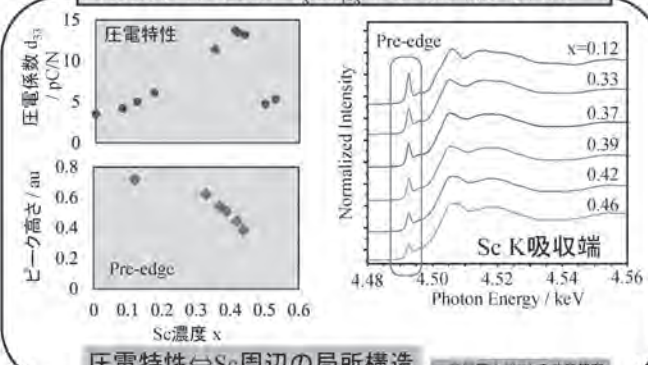 圧電特性
圧電係数 d33
/ pC/N
15
10
5
0
ピーク高さ / au
0.8
0.6
0.4
0.2
0
Pre-edge
0 0.1 0.2 0.3 0.4 0.5 0.6
Sc濃度 x
Pre-edge
Normalized Intensity
x=0.12
0.33
0.37
0.39
0.42
0.46
Sc K吸収端
4.48 4.50 4.52 4.54 4.56
Photon Energy / keV
圧電特性⇔Sc周辺の局所構造